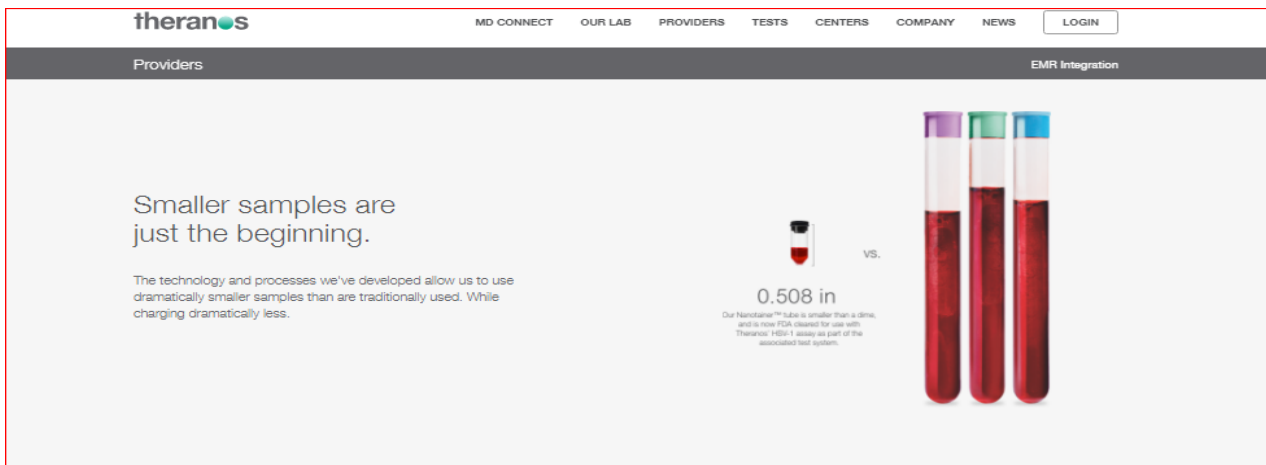 theranos
MD CONNECT OUR LAB PROVIDERS TESTS CENTERS COMPANY NEWS LOGIN
Providers EMR Integration
Smaller samples are
just the beginning.
The technology and processes we've developed allow us to use
dramatically smaller samples than are traditionally used. While
charging dramatically less.
vs.
0.508 in
Our Nanotainer™ tube is smaller than a dime,
and is now FDA cleared for use with
Theranos' HSV-1 assay as part of the
associated test system.